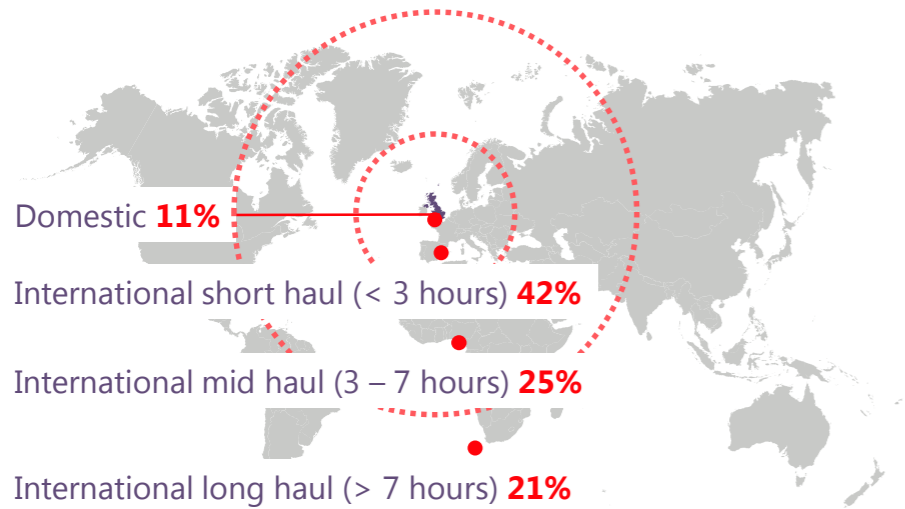 Domestic 11%
International short haul (< 3 hours) 42%
International mid haul (3 – 7 hours) 25%
International long haul (> 7 hours) 21%